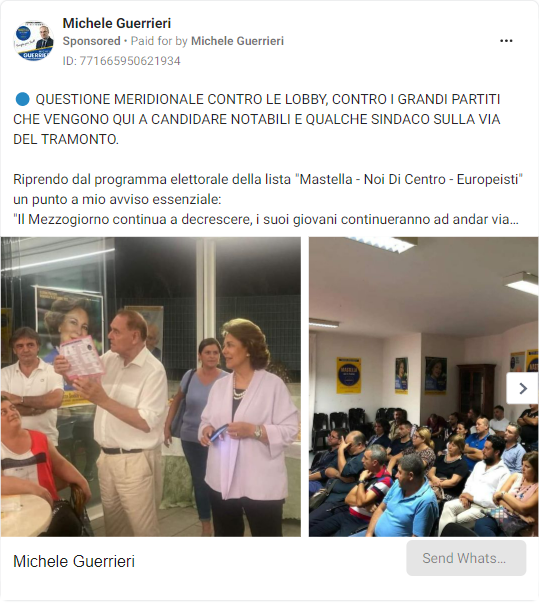 Michele Guerrieri
Sponsored • Paid for by Michele Guerrieri
ID: 771665950621934
🔵 QUESTIONE MERIDIONALE CONTRO LE LOBBY, CONTRO I GRANDI PARTITI
CHE VENGONO QUI A CANDIDARE NOTABILI E QUALCHE SINDACO SULLA VIA
DEL TRAMONTO.
Riprendo dal programma elettorale della lista "Mastella - Noi Di Centro - Europeisti"
un punto a mio avviso essenziale:
"Il Mezzogiorno continua a decrescere, i suoi giovani continueranno ad andar via...
MASTELLA
Michele Guerrieri
Send Whats...